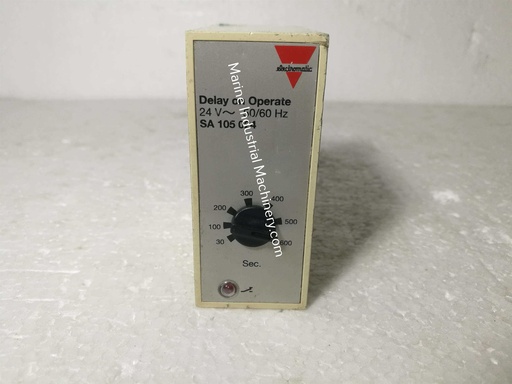 electromatic
Delay on Operate
24 V~ 50/60 Hz
SA 105
300
200
400
100
500
30
600
Sec.
Marine Industrial Machinery.com